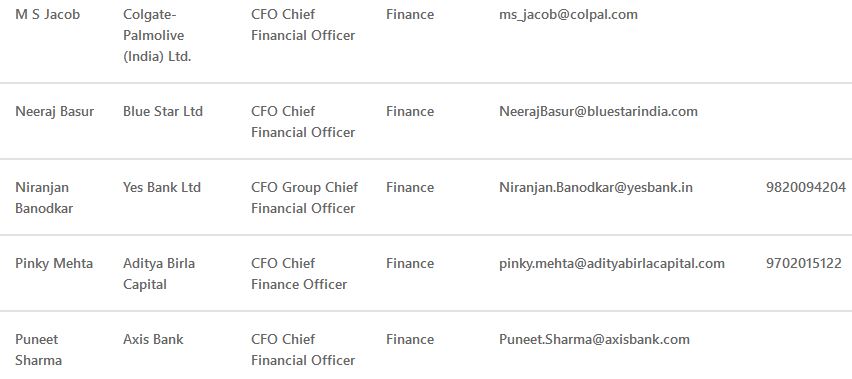 M S Jacob Colgate- CFO Chief Finance ms_jacob@colpal.com
Palmolive Financial Officer
(India) Ltd.
Neeraj Basur Blue Star Ltd CFO Chief Finance NeerajBasur@bluestarindia.com
Financial Officer
Niranjan Yes Bank Ltd CFO Group Chief Finance Niranjan.Banodkar@yesbank.in 9820094204
Banodkar Financial Officer
Pinky Mehta Aditya Birla CFO Chief Finance pinky.mehta@adityabirlacapital.com 9702015122
Capital Finance Officer
Puneet Axis Bank CFO Chief Finance Puneet.Sharma@axisbank.com
Sharma Financial Officer